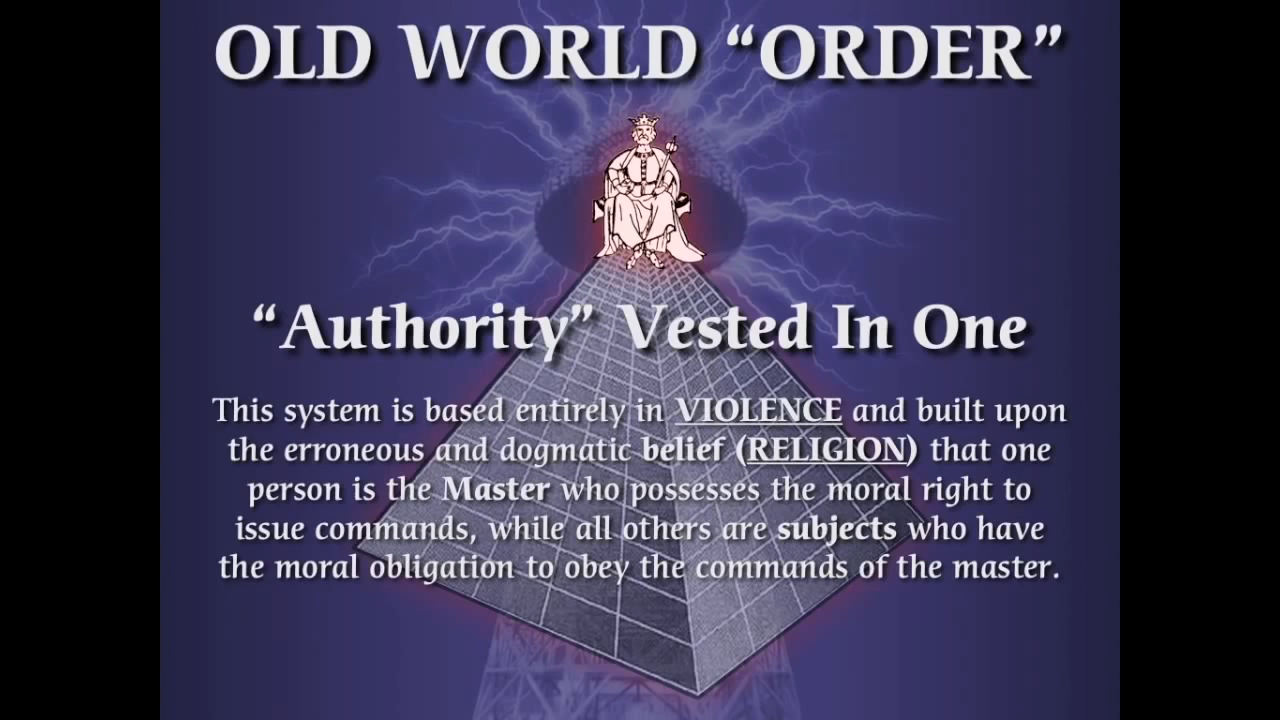 OLD WORLD “ORDER”
“Authority” Vested In One
This system is based entirely in VIOLENCE and built upon
the erroneous and dogmatic belief (RELIGION) that one
person is the Master who possesses the moral right to
issue commands, while all others are subjects who have
the moral obligation to obey the commands of the master.